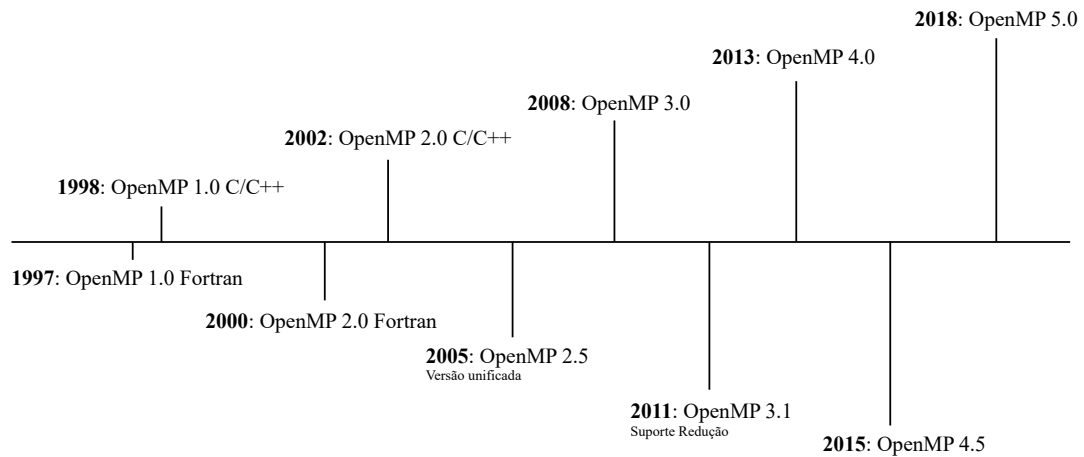 2018: OpenMP 5.0
2013: OpenMP 4.0
2008: OpenMP 3.0
2002: OpenMP 2.0 C/C++
1998: OpenMP 1.0 C/C++
1997: OpenMP 1.0 Fortran
2000: OpenMP 2.0 Fortran
2005: OpenMP 2.5
Versão unificada
2011: OpenMP 3.1
Suporte Redução
2015: OpenMP 4.5